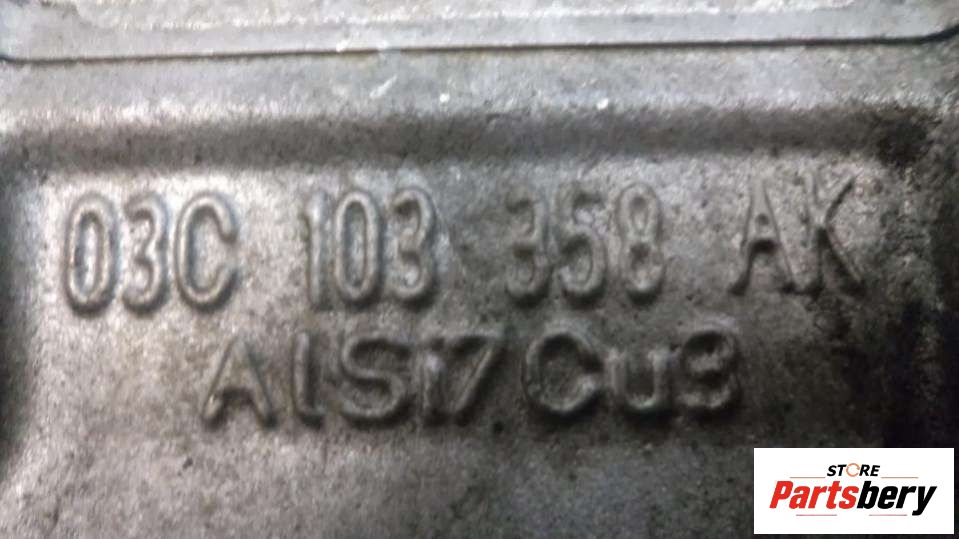 03C 103 358 AK
AlSi7Cu3
STORE
Partsbery